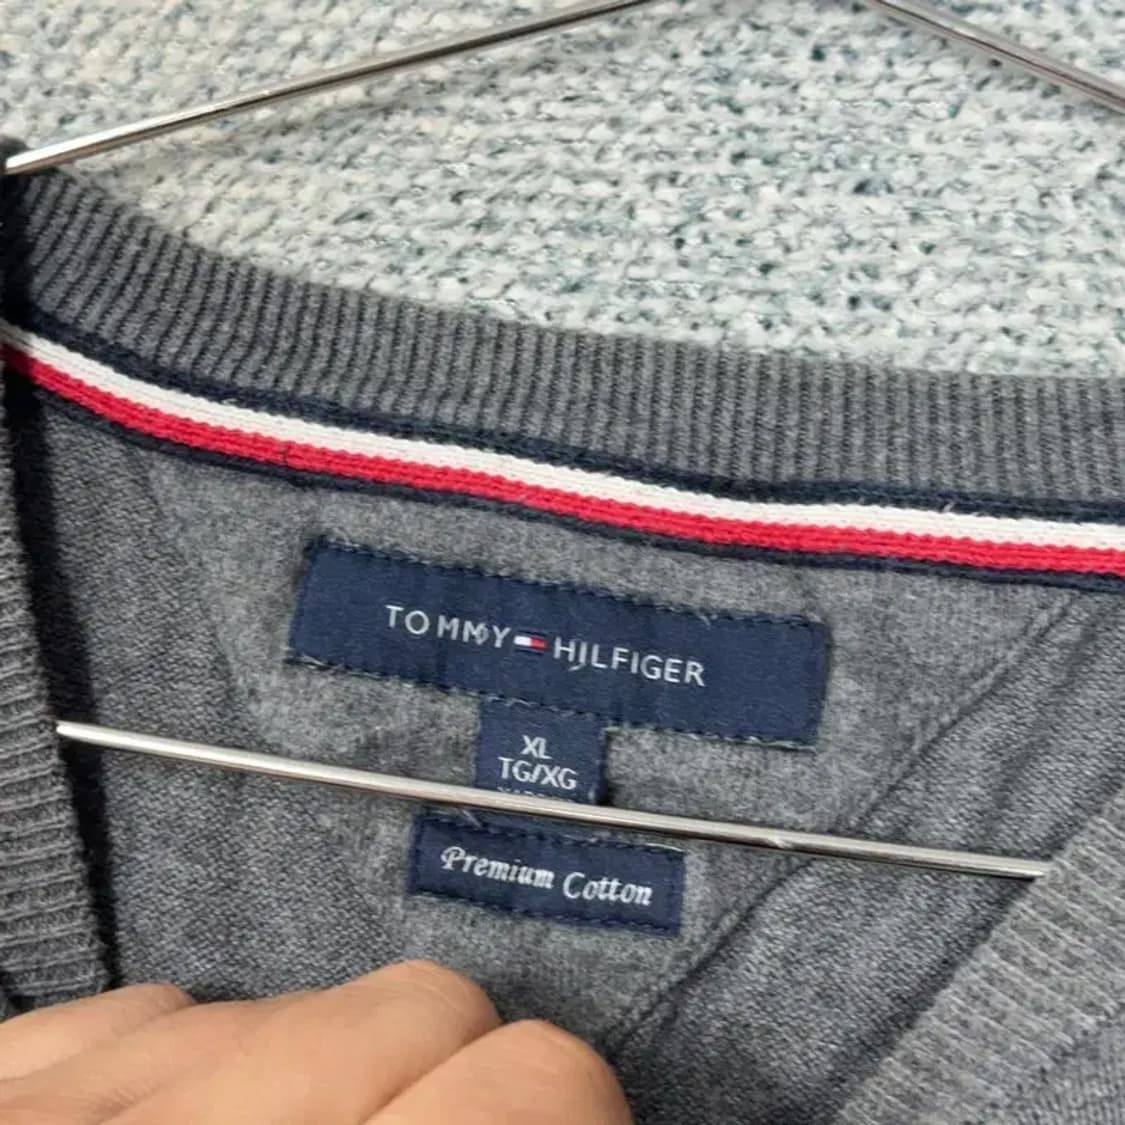 TOMMY HILFIGER
XL
TG/XG
Premium Cotton